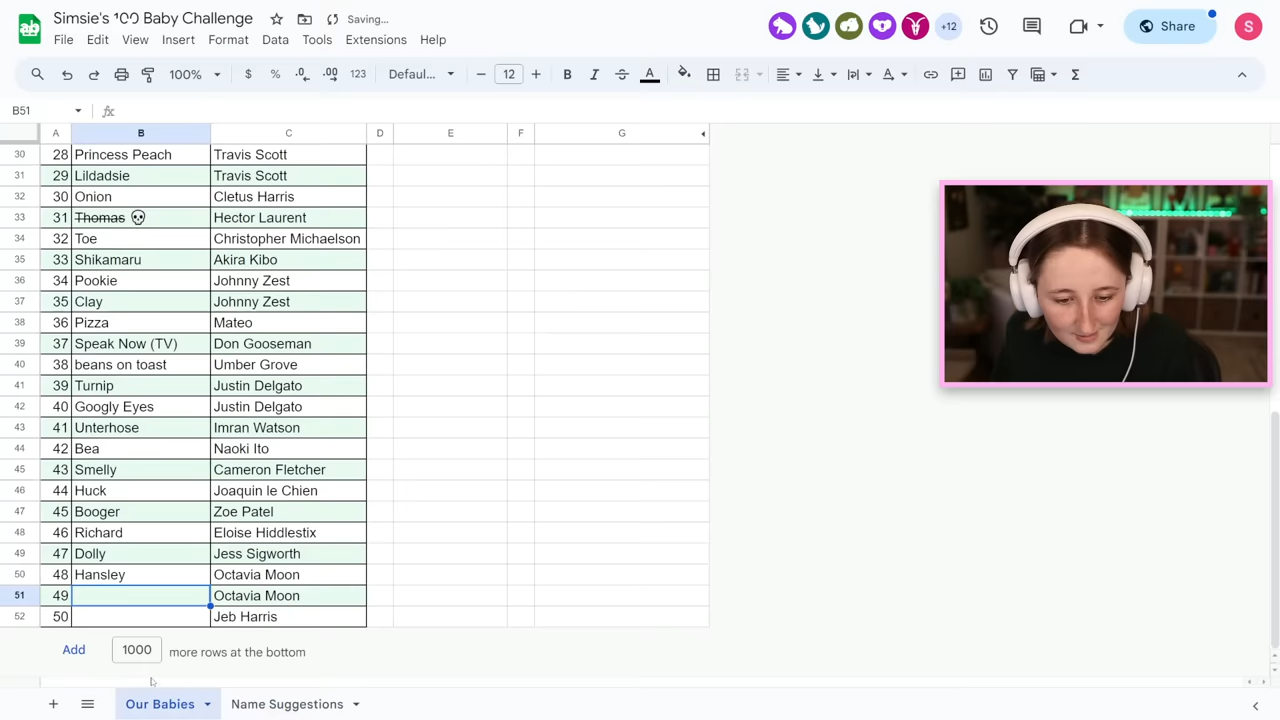 Simsie's 100 Baby Challenge
Saving...
+12
Share
S
File Edit View Insert Format Data Tools Extensions Help
100% $ % .0 .00 123 Defaul... 12 B I A
B51 fx
A B C D E F G
30 28 Princess Peach Travis Scott
31 29 Lildadsie Travis Scott
32 30 Onion Cletus Harris
33 31 Thomas 💀 Hector Laurent
34 32 Toe Christopher Michaelson
35 33 Shikamaru Akira Kibo
36 34 Pookie Johnny Zest
37 35 Clay Johnny Zest
38 36 Pizza Mateo
39 37 Speak Now (TV) Don Gooseman
40 38 beans on toast Umber Grove
41 39 Turnip Justin Delgato
42 40 Googly Eyes Justin Delgato
43 41 Unterhose Imran Watson
44 42 Bea Naoki Ito
45 43 Smelly Cameron Fletcher
46 44 Huck Joaquin le Chien
47 45 Booger Zoe Patel
48 46 Richard Eloise Hiddlestix
49 47 Dolly Jess Sigworth
50 48 Hansley Octavia Moon
51 49 Octavia Moon
52 50 Jeb Harris
Add 1000 more rows at the bottom
Our Babies Name Suggestions